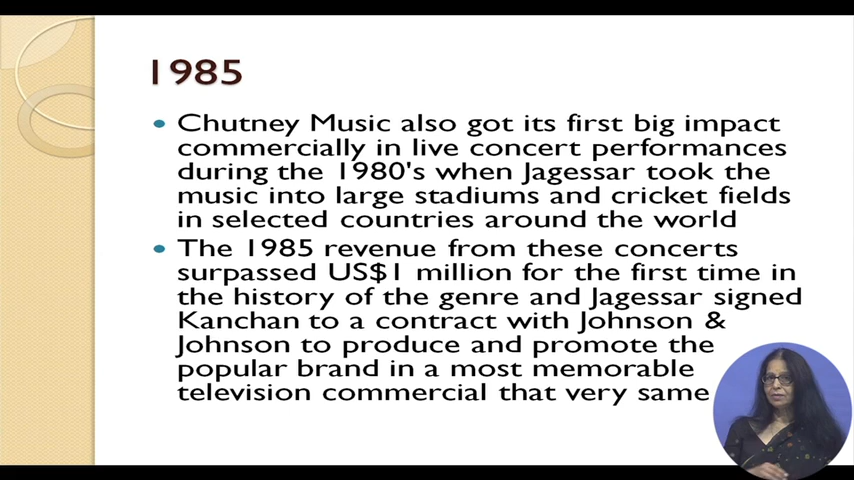 1985
Chutney Music also got its first big impact
commercially in live concert performances
during the 1980's when Jagessar took the
music into large stadiums and cricket fields
in selected countries around the world
The 1985 revenue from these concerts
surpassed US$1 million for the first time in
the history of the genre and Jagessar signed
Kanchan to a contract with Johnson &
Johnson to produce and promote the
popular brand in a most memorable
television commercial that very same